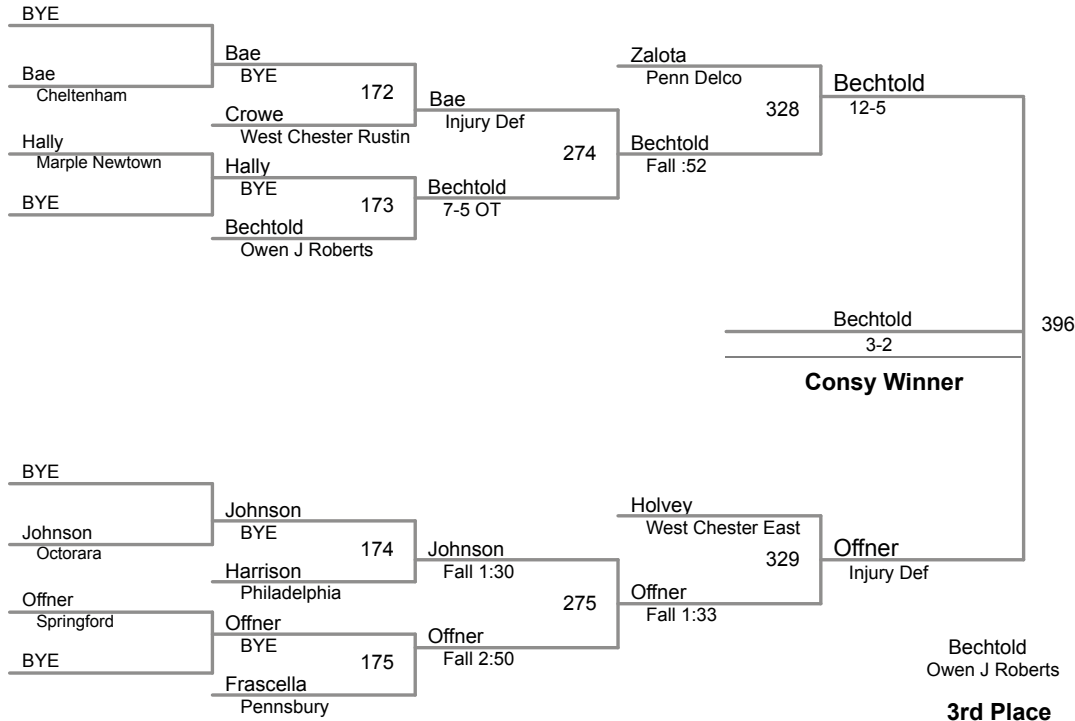 BYE
Bae
Cheltenham
Hally
Marple Newtown
BYE
Bae
BYE
172
Crowe
West Chester Rustin
Hally
BYE
173
Bechtold
Owen J Roberts
Bae
Injury Def
274
Bechtold
7-5 OT
Zalota
Penn Delco
328
Bechtold
Fall :52
Bechtold
12-5
Bechtold
396
3-2
Consy Winner
BYE
Johnson
Octorara
Offner
Springford
BYE
Johnson
BYE
174
Harrison
Philadelphia
Offner
BYE
175
Frascella
Pennsbury
Johnson
Fall 1:30
275
Offner
Fall 2:50
Holvey
West Chester East
329
Offner
Fall 1:33
Offner
Injury Def
Bechtold
Owen J Roberts
3rd Place